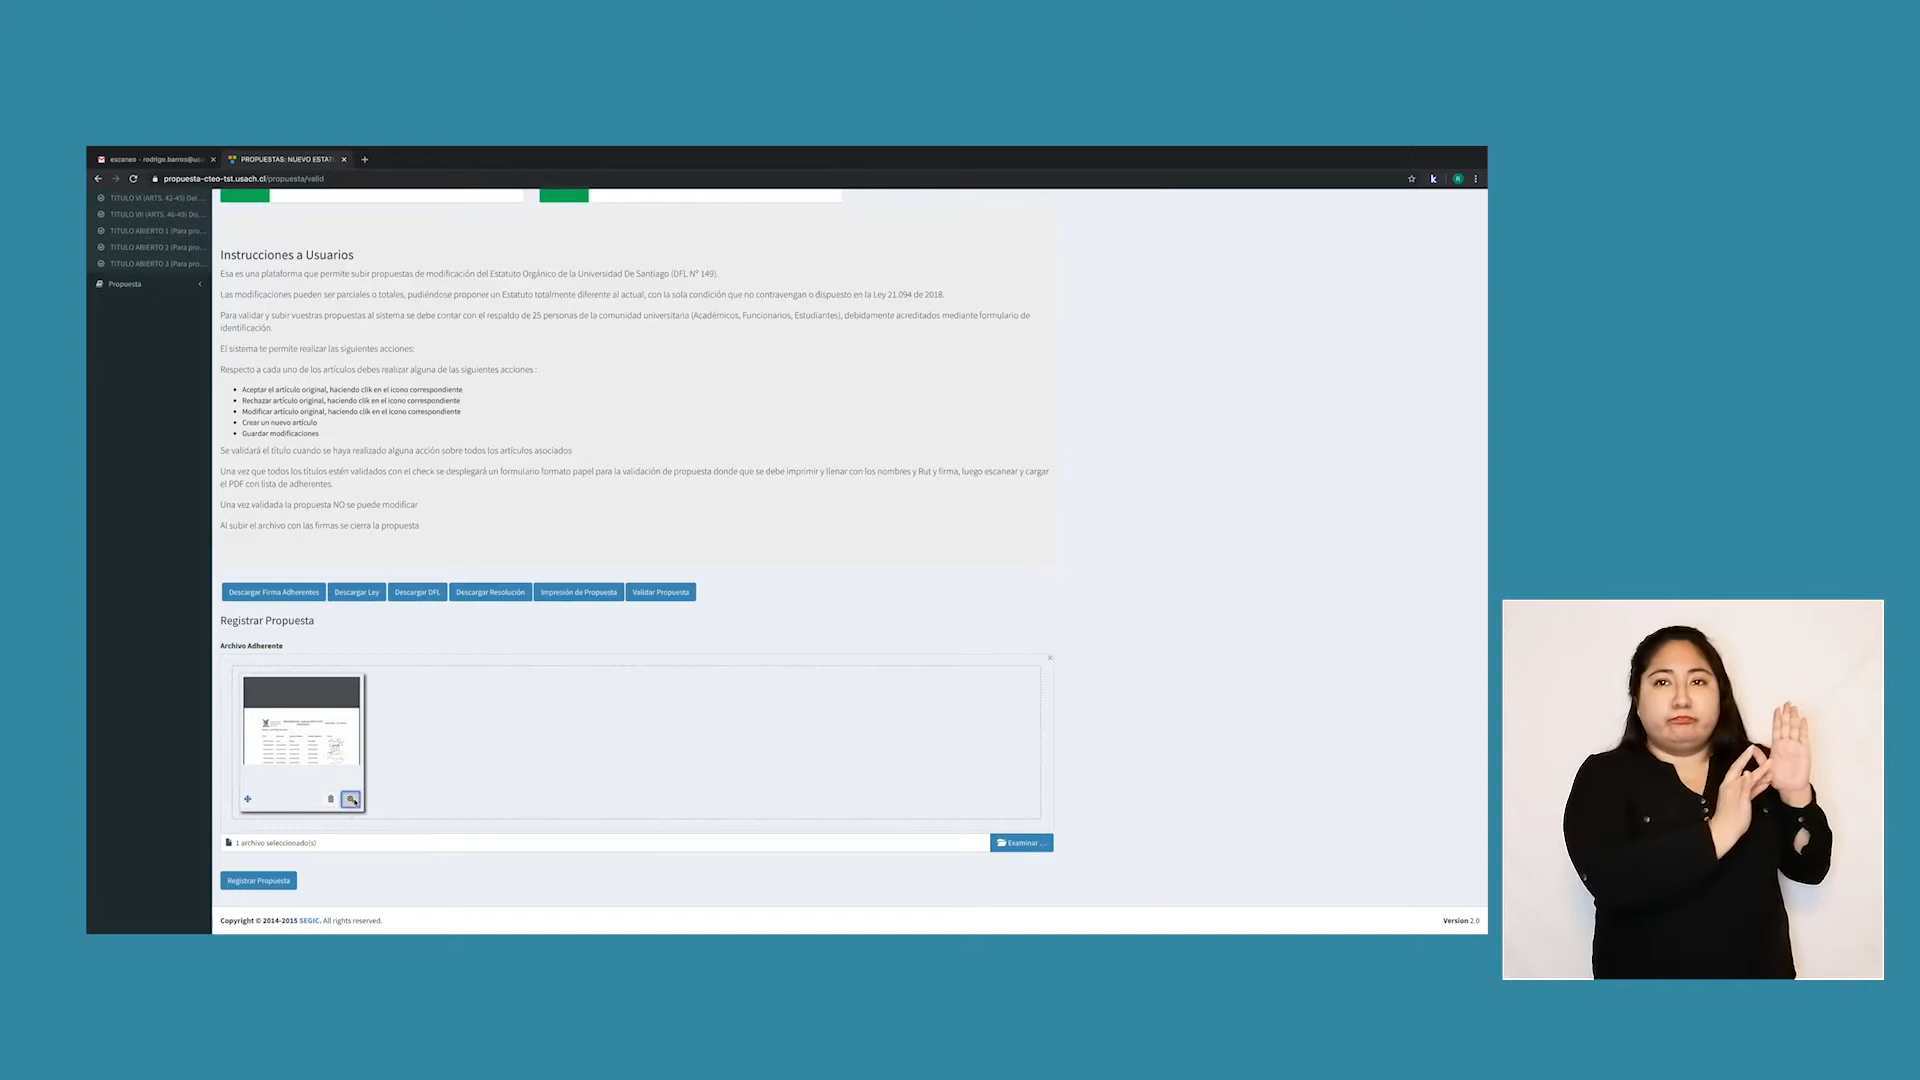 escaneo - rodrigo.barros@us
PROPUESTAS: NUEVO ESTAT
propuesta-cteo-tst.usach.cl/propuesta/valid
TITULO VI (ARTS. 42-45) Del ...
TITULO VII (ARTS. 46-49) Dis...
TITULO ABIERTO 1 (Para pro...
TITULO ABIERTO 2 (Para pro...
TITULO ABIERTO 3 (Para pro...
Propuesta
Instrucciones a Usuarios
Esa es una plataforma que permite subir propuestas de modificación del Estatuto Orgánico de la Universidad De Santiago (DFL Nº 149).
Las modificaciones pueden ser parciales o totales, pudiéndose proponer un Estatuto totalmente diferente al actual, con la sola condición que no contravengan o dispuesto en la Ley 21.094 de 2018.
Para validar y subir vuestras propuestas al sistema se debe contar con el respaldo de 25 personas de la comunidad universitaria (Académicos, Funcionarios, Estudiantes), debidamente acreditados mediante formulario de
identificación.
El sistema te permite realizar las siguientes acciones:
Respecto a cada uno de los artículos debes realizar alguna de las siguientes acciones :
Aceptar el artículo original, haciendo clik en el icono correspondiente
Rechazar artículo original, haciendo clik en el icono correspondiente
Modificar artículo original, haciendo clik en el icono correspondiente
Crear un nuevo artículo
Guardar modificaciones
Se validará el título cuando se haya realizado alguna acción sobre todos los artículos asociados
Una vez que todos los títulos estén validados con el check se desplegará un formulario formato papel para la validación de propuesta donde que se debe imprimir y llenar con los nombres y Rut y firma, luego escanear y cargar
el PDF con lista de adherentes.
Una vez validada la propuesta NO se puede modificar
Al subir el archivo con las firmas se cierra la propuesta
Descargar Firma Adherentes Descargar Ley Descargar DFL Descargar Resolución Impresión de Propuesta Validar Propuesta
Registrar Propuesta
Archivo Adherente
1 archivo seleccionado(s)
Examinar ...
Registrar Propuesta
Copyright © 2014-2015 SEGIC. All rights reserved.
Version 2.0